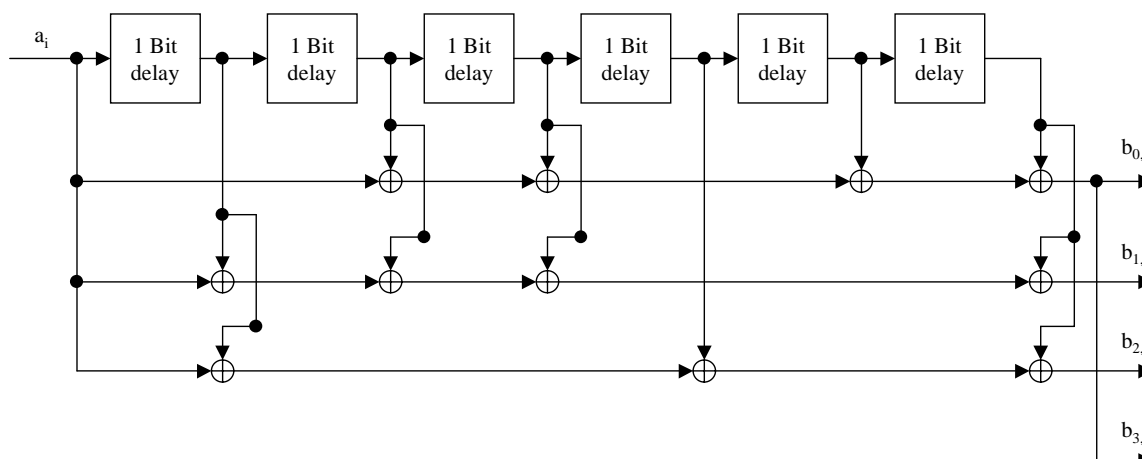 a_i
1 Bit
delay
1 Bit
delay
1 Bit
delay
1 Bit
delay
1 Bit
delay
1 Bit
delay
b_0,
b_1,
b_2,
b_3,